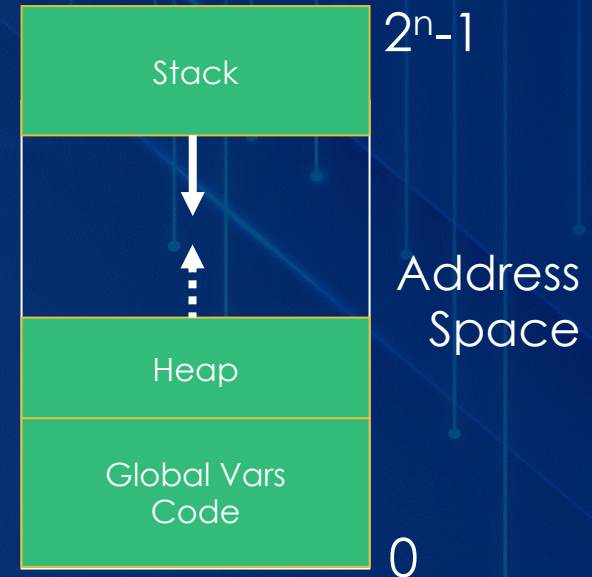 2ⁿ-1
Stack
Address
Space
Heap
Global Vars
Code
0